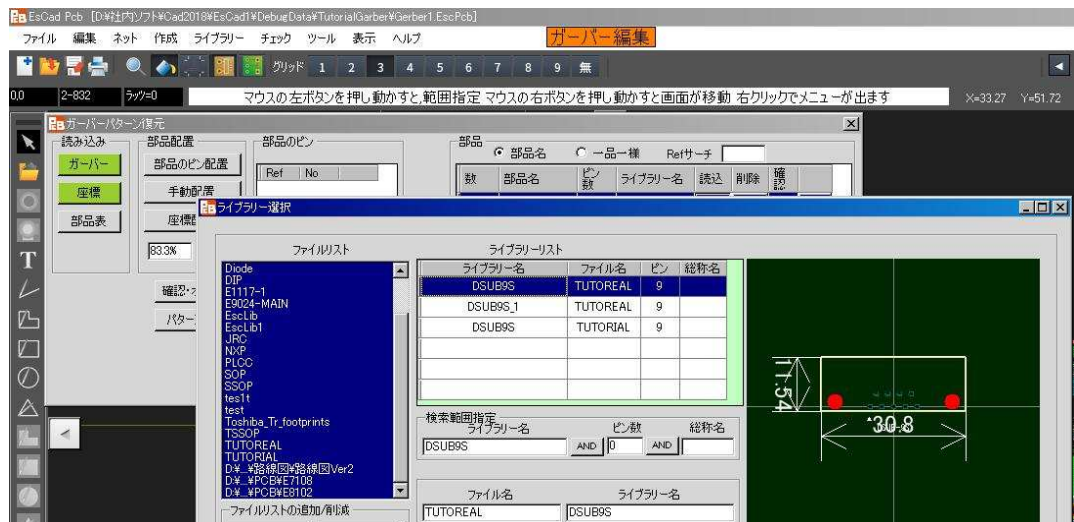 EsCad Pcb [D:¥社内ソフト¥Cad2018¥EsCad1¥DebugData¥TutorialGarber¥Gerber1.EscPcb]
ファイル 編集 ネット 作成 ライブラリー チェック ツール 表示 ヘルプ ガーバー編集
グリッド 1 2 3 4 5 6 7 8 9 無
0,0 2-832 ラッツ=0 マウスの左ボタンを押し動かすと,範囲指定 マウスの右ボタンを押し動かすと画面が移動 右クリックでメニューが出ます X=33.27 Y=51.72
ガーバーパターン復元
読み込み 部品配置 部品のピン 部品
部品名 一品一様 Refサーチ
ガーバー 部品のピン配置 Ref No
数 部品名 ピン数 ライブラリー名 読込 削除 確認
座標 手動配置
部品表
83.3%
ライブラリー選択
ファイルリスト ライブラリーリスト
ライブラリー名 ファイル名 ピン 総称名
DSUB9S TUTOREAL 9
DSUB9S_1 TUTOREAL 9
DSUB9S TUTORIAL 9
Diode
DIP
E1117-1
E9024-MAIN
EscLib
EscLib1
JRC
NXP
PLCC
SOP
SSOP
tes1t
test
Toshiba_Tr_footprints
TSSOP
TUTOREAL
TUTORIAL
D:¥_¥路線図¥路線図Ver2
D:¥_¥PCB¥E7108
D:¥_¥PCB¥E8102
検索範囲指定
ライブラリー名 ピン数 総称名
DSUB9S AND 0 AND
ファイル名 ライブラリー名
TUTOREAL DSUB9S
ファイルリストの追加/削減
11.54
30.8